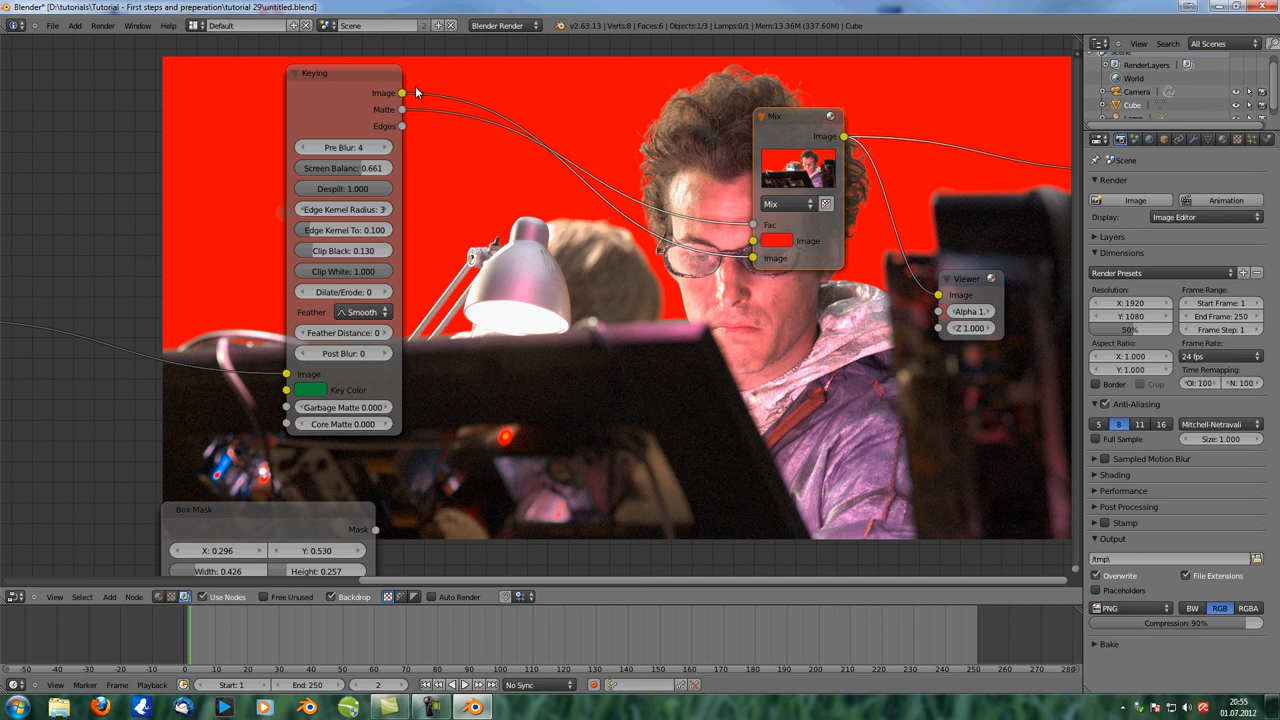 Blender* [D:\tutorials\Tutorial - First steps and preperation\tutorial 29\untitled.blend]
File Add Render Window Help
Default
Scene
2
Blender Render
v2.63.13 | Verts:8 | Faces:6 | Objects:1/3 | Lamps:0/1 | Mem:13.36M (337.60M) | Cube
View Search All Scenes
Scene
RenderLayers
World
Camera
Cube
Keying
Image
Matte
Edges
Pre Blur: 4
Screen Balanc: 0.661
Despill: 1.000
Edge Kernel Radius: 3
Edge Kernel To: 0.100
Clip Black: 0.130
Clip White: 1.000
Dilate/Erode: 0
Feather Smooth
Feather Distance: 0
Post Blur: 0
Image
Key Color
Garbage Matte 0.000
Core Matte 0.000
Mix
Image
Mix
Fac
Image
Image
Viewer
Image
Alpha 1.
Z 1.000
Box Mask
Mask
X: 0.296 Y: 0.530
Width: 0.426 Height: 0.257
Scene
Render
Image Animation
Display: Image Editor
Layers
Dimensions
Render Presets
Resolution: Frame Range:
X: 1920 Start Frame: 1
Y: 1080 End Frame: 250
50% Frame Step: 1
Aspect Ratio: Frame Rate:
X: 1.000 24 fps
Y: 1.000 Time Remapping:
Border Crop OI: 100 N: 100
Anti-Aliasing
5 8 11 16 Mitchell-Netravali
Full Sample Size: 1.000
Sampled Motion Blur
Shading
Performance
Post Processing
Stamp
Output
/tmp\
Overwrite File Extensions
Placeholders
PNG BW RGB RGBA
Compression: 90%
Bake
View Select Add Node Use Nodes Free Unused Backdrop Auto Render
-50 -40 -30 -20 -10 0 10 20 30 40 50 60 70 80 90 100 110 120 130 140 150 160 170 180 190 200 210 220 230 240 250 260 270 280
View Marker Frame Playback Start: 1 End: 250 2 No Sync
20:55
01.07.2012